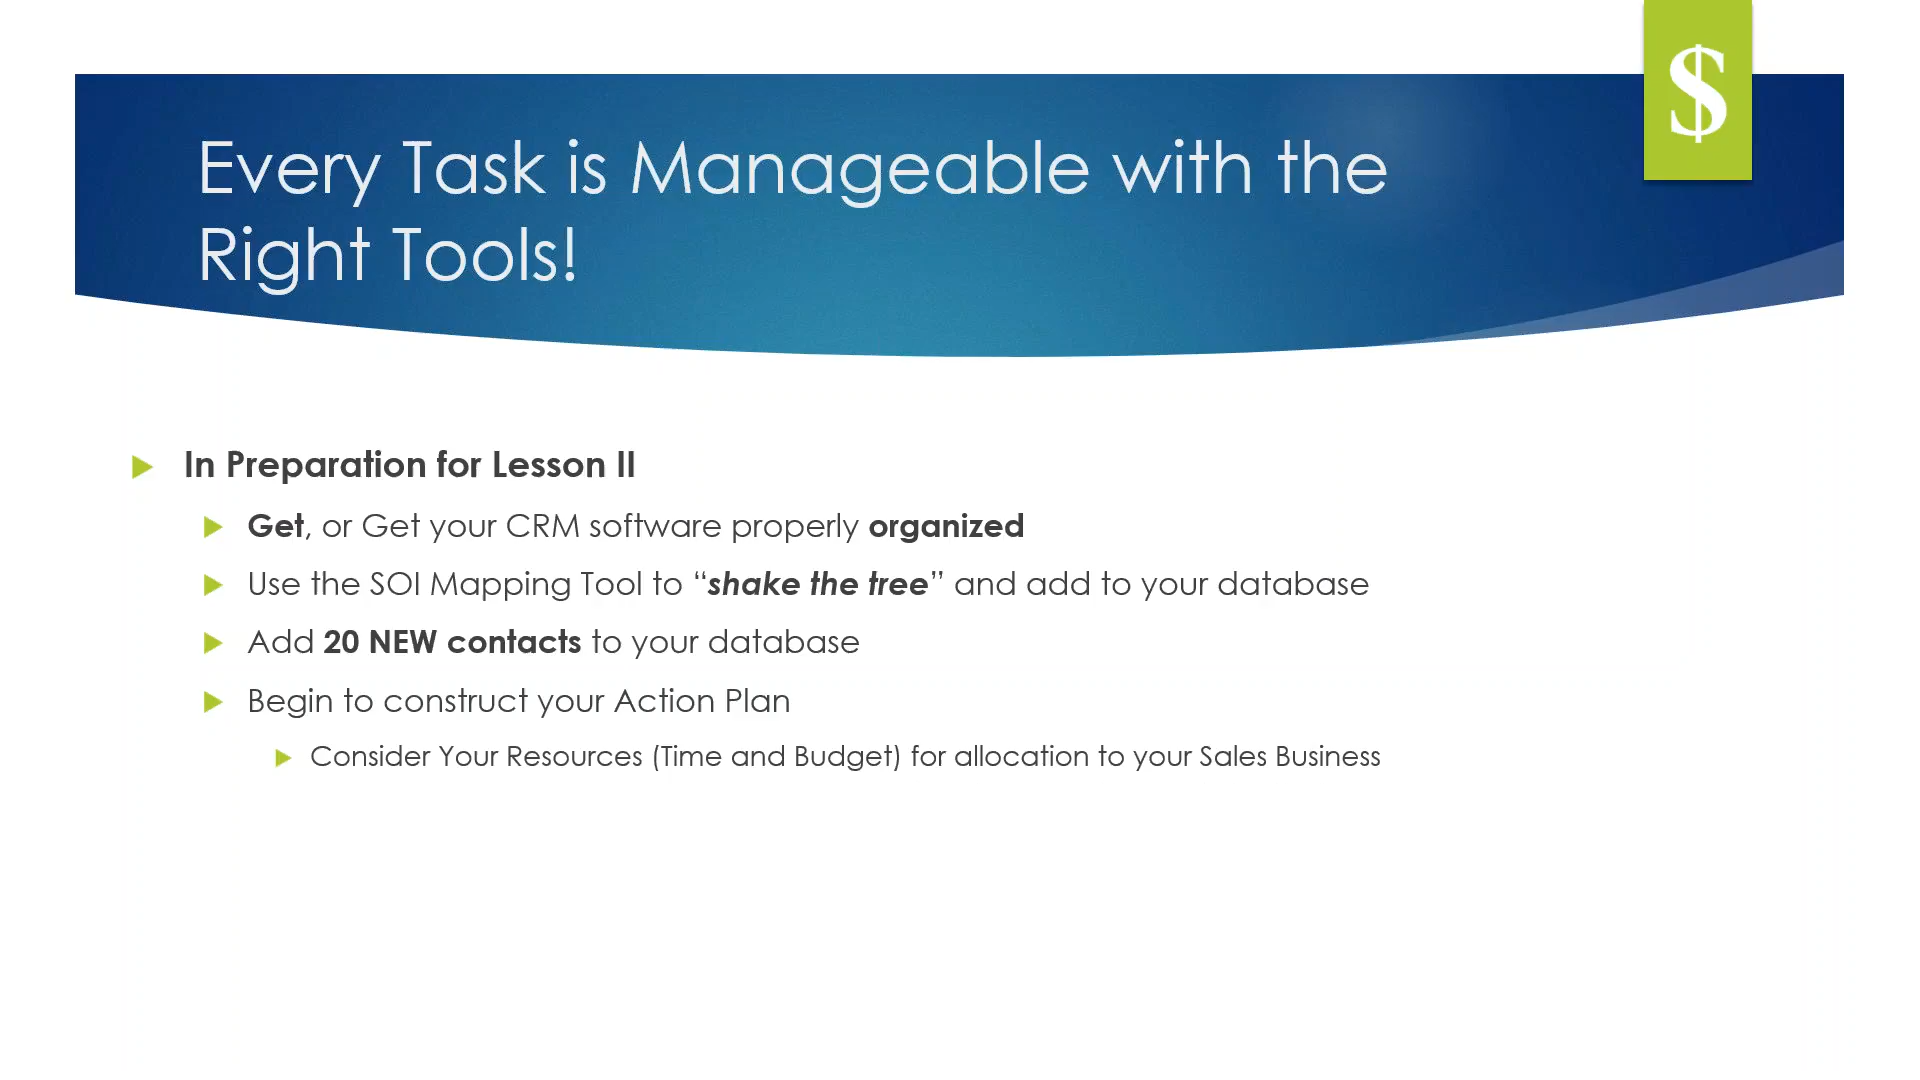 $
Every Task is Manageable with the
Right Tools!
In Preparation for Lesson II
Get, or Get your CRM software properly organized
Use the SOI Mapping Tool to “shake the tree” and add to your database
Add 20 NEW contacts to your database
Begin to construct your Action Plan
Consider Your Resources (Time and Budget) for allocation to your Sales Business